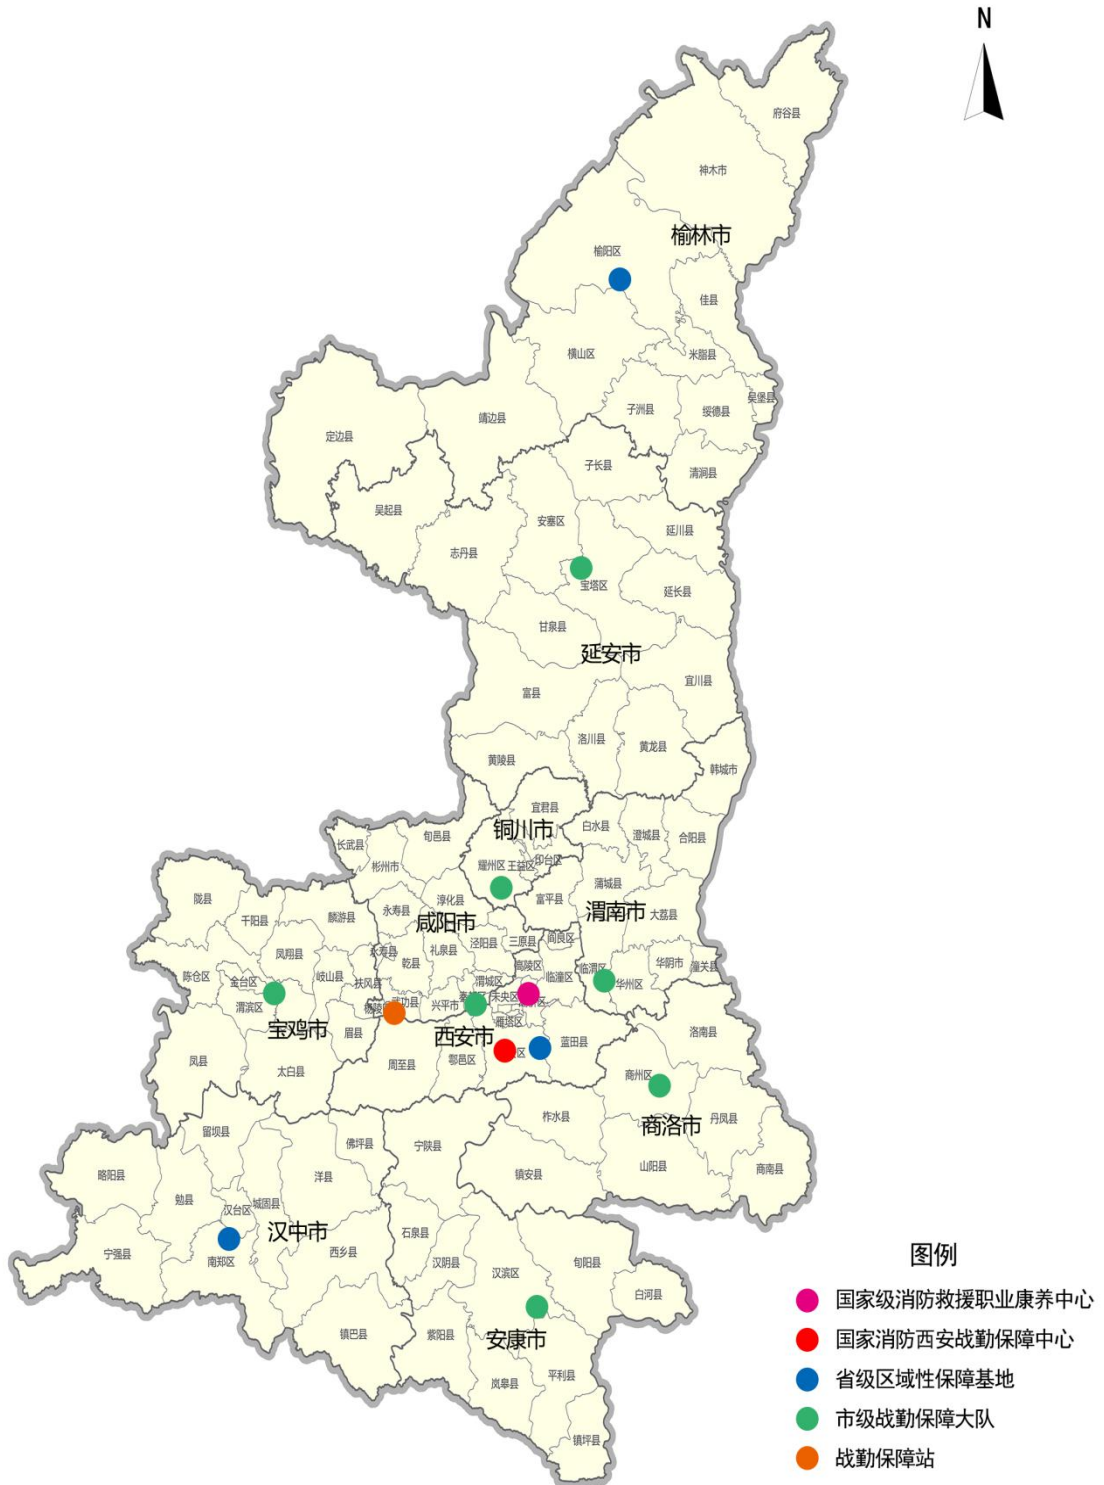 N
府谷县
神木市
榆林市
榆阳区
佳县
横山区
米脂县
吴堡县
子洲县
绥德县
靖边县
定边县
清涧县
子长县
吴起县
安塞区
延川县
志丹县
宝塔区
延长县
甘泉县
延安市
宜川县
富县
洛川县
黄龙县
黄陵县
韩城市
宜君县
铜川市
白水县
澄城县
合阳县
旬邑县
长武县
彬州市
耀州区
王益区
印台区
蒲城县
淳化县
富平县
陇县
永寿县
渭南市
大荔县
千阳县
麟游县
咸阳市
凤翔县
永寿县
礼泉县
泾阳县
三原县
阎良区
乾县
高陵区
临渭区
华阴市
潼关县
陈仓区
金台区
岐山县
扶风县
渭城区
临潼区
华州区
渭滨区
武功县
兴平市
未央区
宝鸡市
眉县
西安市
雁塔区
洛南县
蓝田县
凤县
太白县
周至县
鄠邑区
区
商州区
丹凤县
柞水县
商洛市
留坝县
佛坪县
宁陕县
山阳县
商南县
略阳县
勉县
洋县
镇安县
汉台区
城固县
汉中市
石泉县
宁强县
南郑区
西乡县
汉阴县
汉滨区
旬阳县
白河县
镇巴县
紫阳县
安康市
岚皋县
平利县
镇坪县
图例
国家级消防救援职业康养中心
国家消防西安战勤保障中心
省级区域性保障基地
市级战勤保障大队
战勤保障站